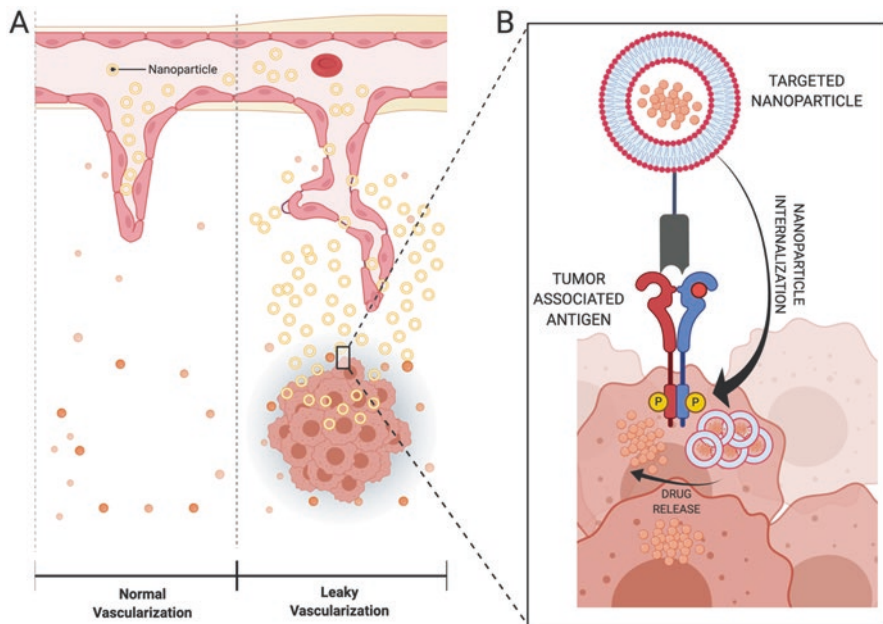 A
Nanoparticle
Normal
Vascularization
Leaky
Vascularization
B
TARGETED
NANOPARTICLE
NANOPARTICLE
INTERNALIZATION
TUMOR
ASSOCIATED
ANTIGEN
P
P
DRUG
RELEASE